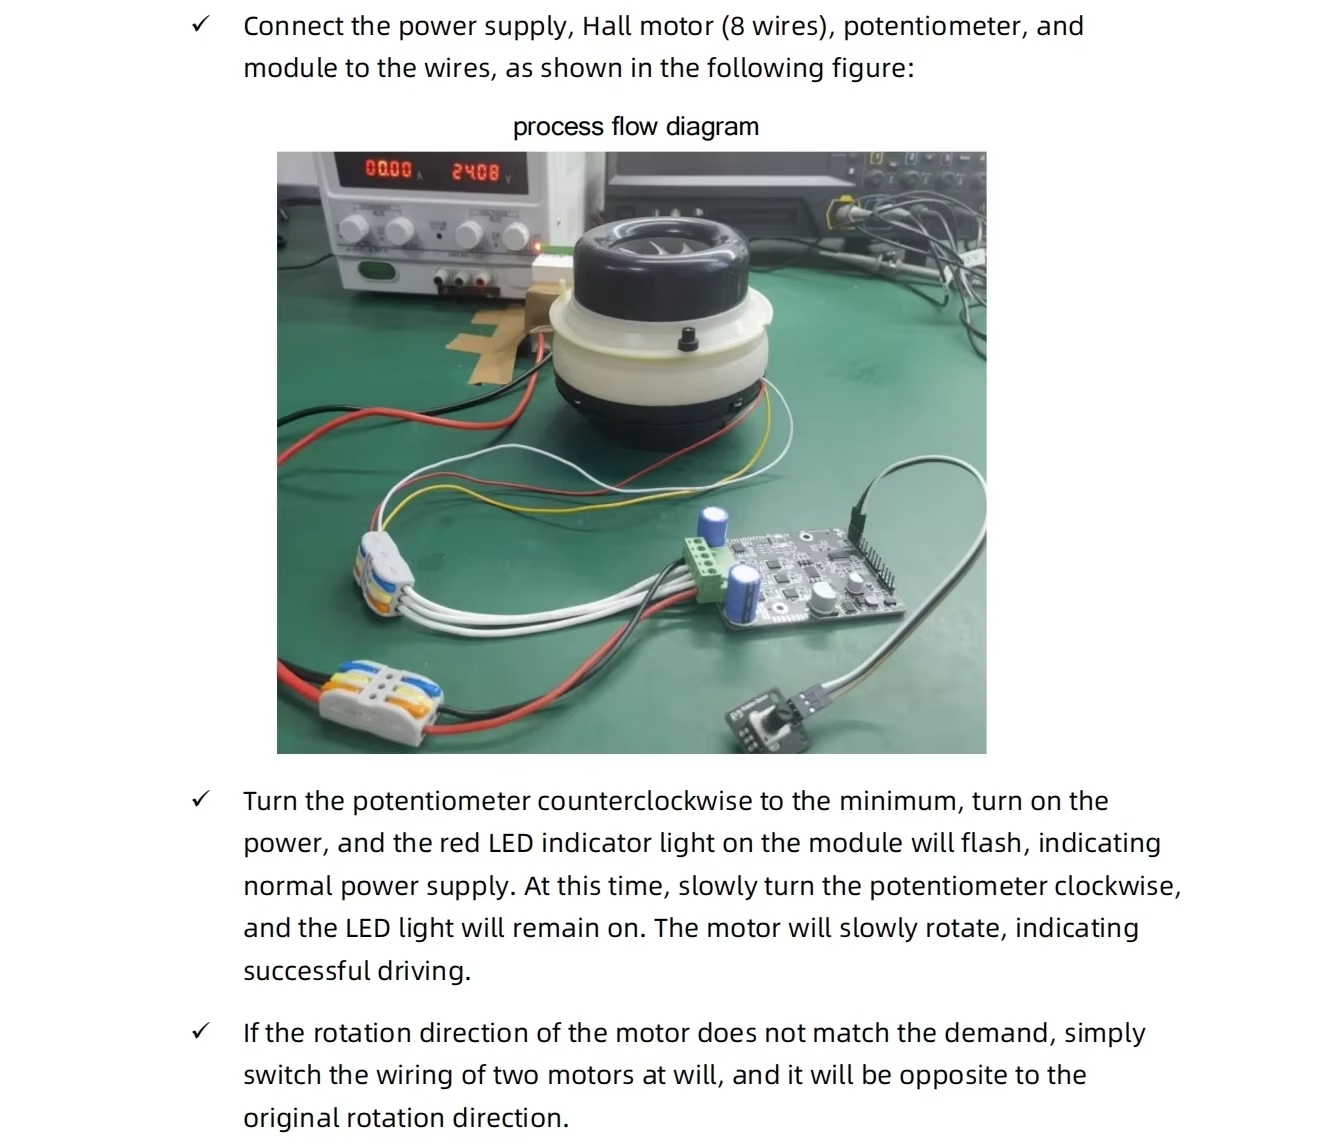 ✓ Connect the power supply, Hall motor (8 wires), potentiometer, and
module to the wires, as shown in the following figure:
process flow diagram
00.00 A 24.08 V
✓ Turn the potentiometer counterclockwise to the minimum, turn on the
power, and the red LED indicator light on the module will flash, indicating
normal power supply. At this time, slowly turn the potentiometer clockwise,
and the LED light will remain on. The motor will slowly rotate, indicating
successful driving.
✓ If the rotation direction of the motor does not match the demand, simply
switch the wiring of two motors at will, and it will be opposite to the
original rotation direction.